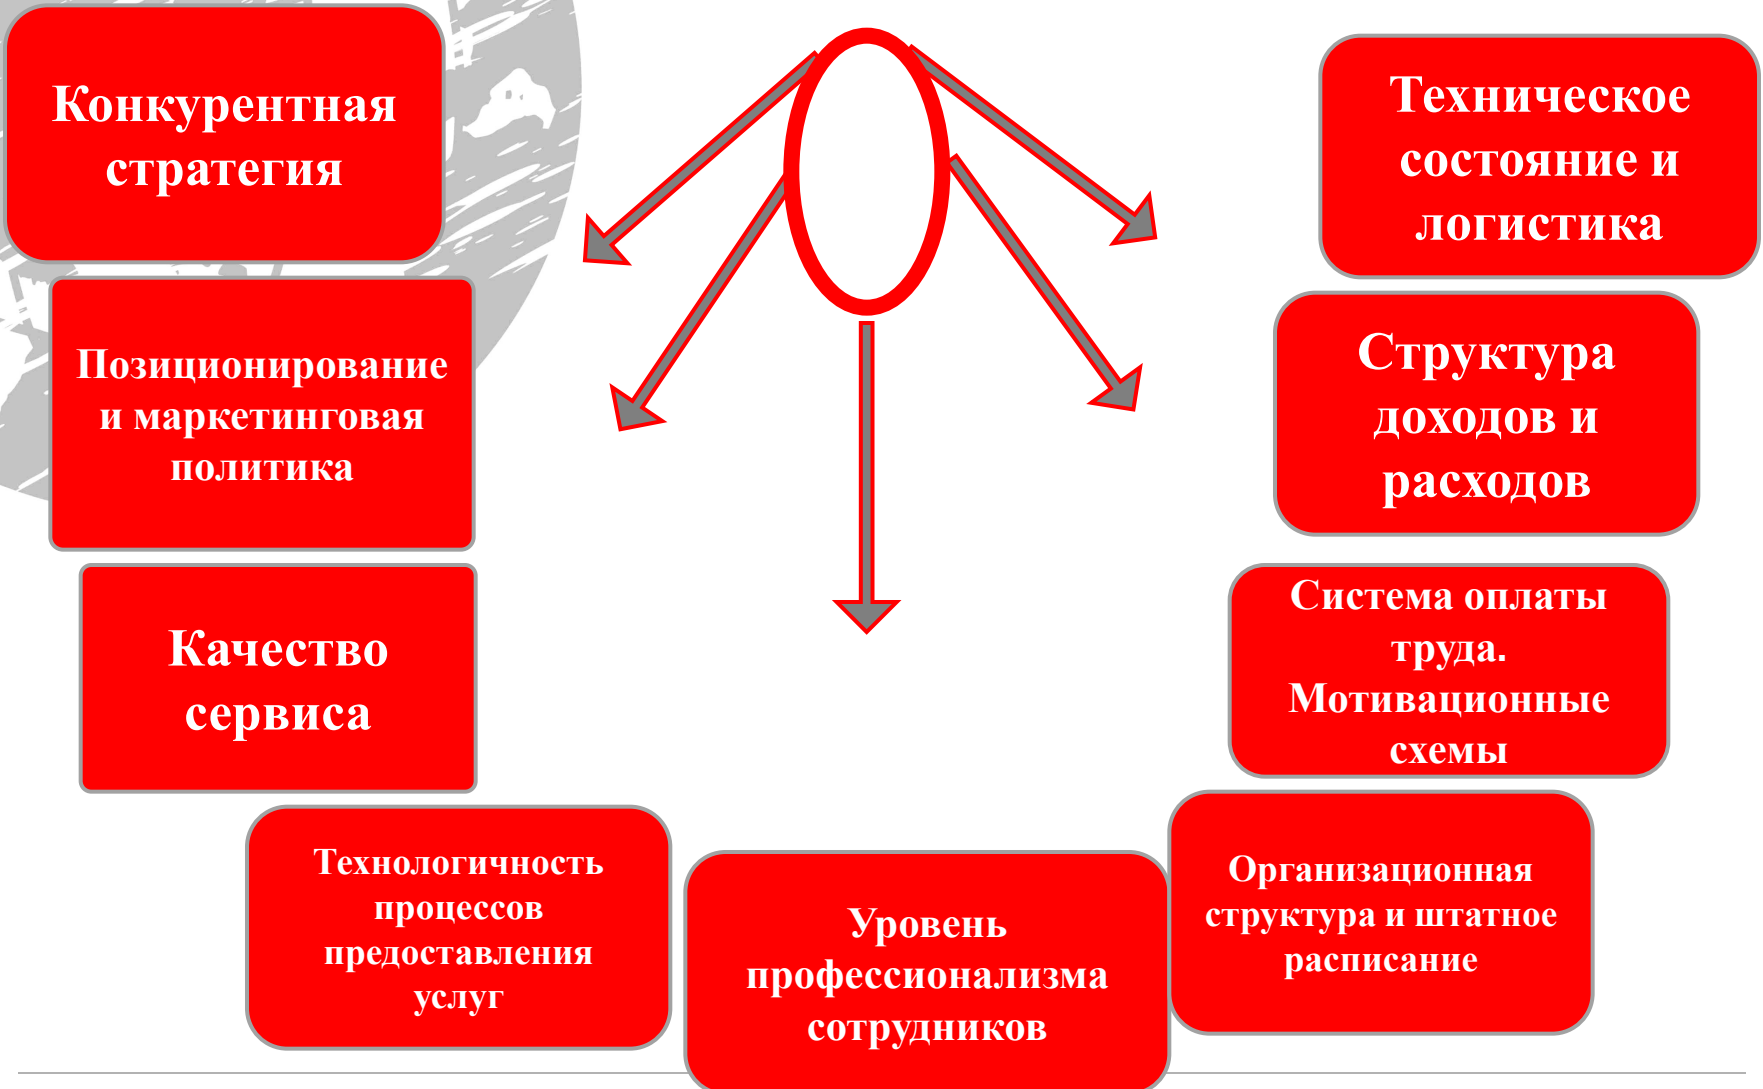 Конкурентная
стратегия
Техническое
состояние и
логистика
Позиционирование
и маркетинговая
политика
Структура
доходов и
расходов
Качество
сервиса
Система оплаты
труда.
Мотивационные
схемы
Технологичность
процессов
предоставления
услуг
Уровень
профессионализма
сотрудников
Организационная
структура и штатное
расписание